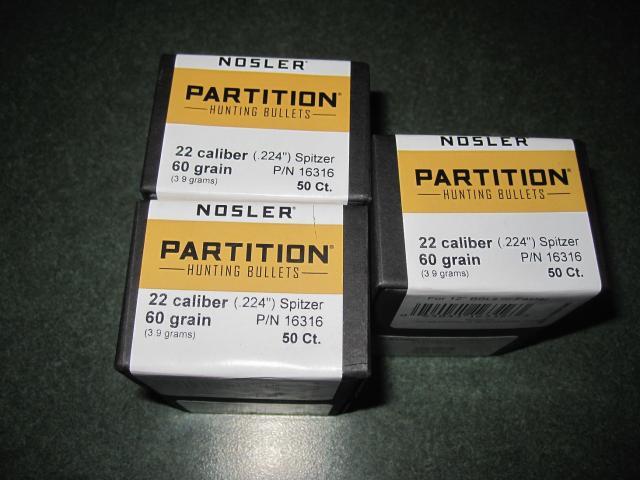 NOSLER
PARTITION®
HUNTING BULLETS
22 caliber (.224") Spitzer
60 grain P/N 16316
(3.9 grams) 50 Ct.
NOSLER
PARTITION®
HUNTING BULLETS
22 caliber (.224") Spitzer
60 grain P/N 16316
(3.9 grams) 50 Ct.
NOSLER
PARTITION®
HUNTING BULLETS
22 caliber (.224") Spitzer
60 grain P/N 16316
(3.9 grams) 50 Ct.